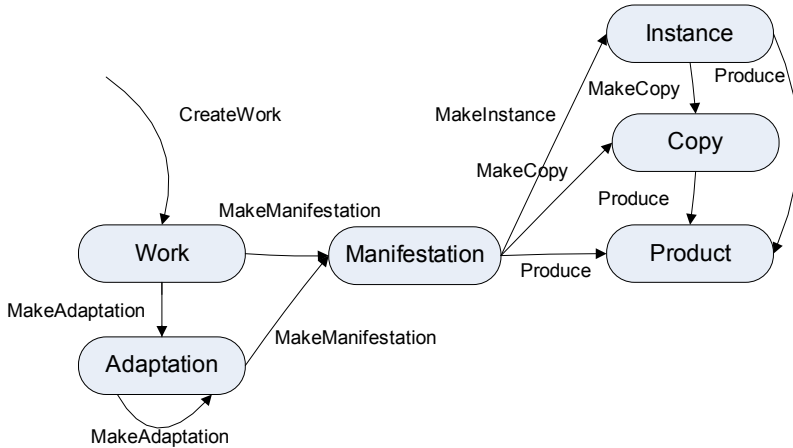 Instance
Produce
MakeCopy
CreateWork
MakeInstance
Copy
MakeCopy
Produce
MakeManifestation
Work
Manifestation
Product
Produce
MakeAdaptation
MakeManifestation
Adaptation
MakeAdaptation